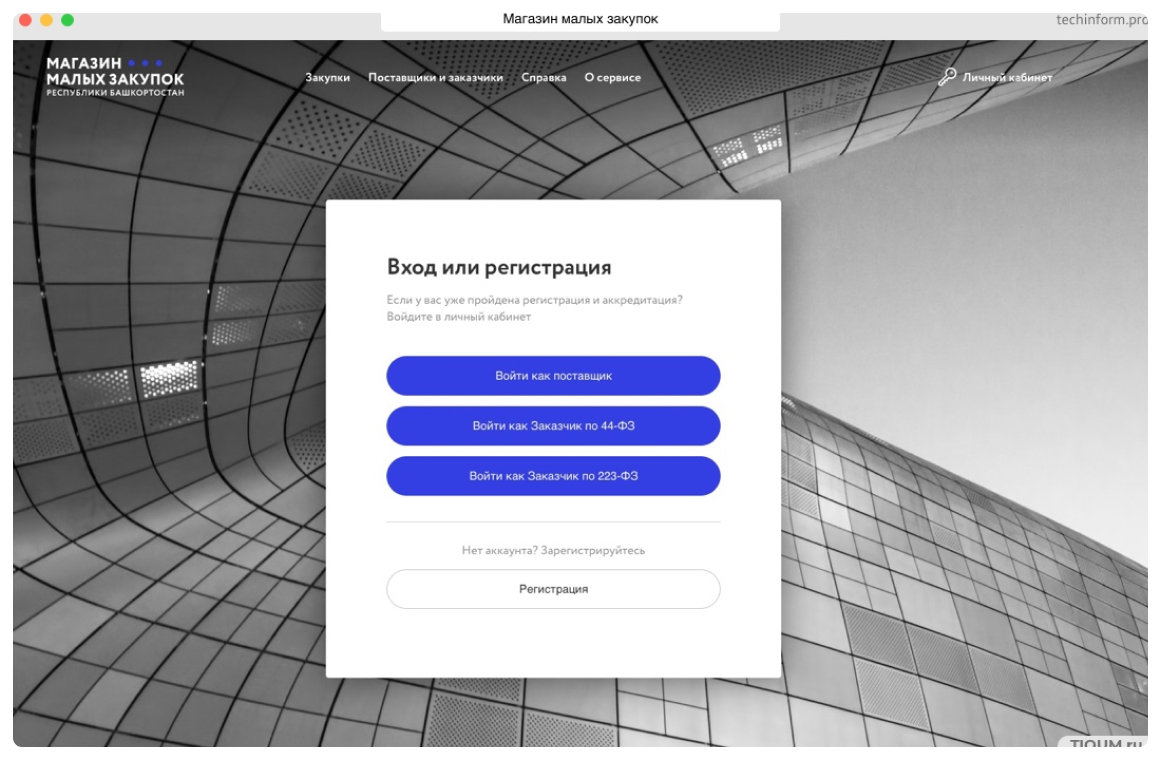 Магазин малых закупок
techinform.pro
МАГАЗИН
МАЛЫХ ЗАКУПОК
РЕСПУБЛИКИ БАШКОРТОСТАН
Закупки Поставщики и заказчики Справка О сервисе
Личный кабинет
Вход или регистрация
Если у вас уже пройдена регистрация и аккредитация?
Войдите в личный кабинет
Войти как поставщик
Войти как Заказчик по 44-ФЗ
Войти как Заказчик по 223-ФЗ
Нет аккаунта? Зарегистрируйтесь
Регистрация
TIQUM.ru